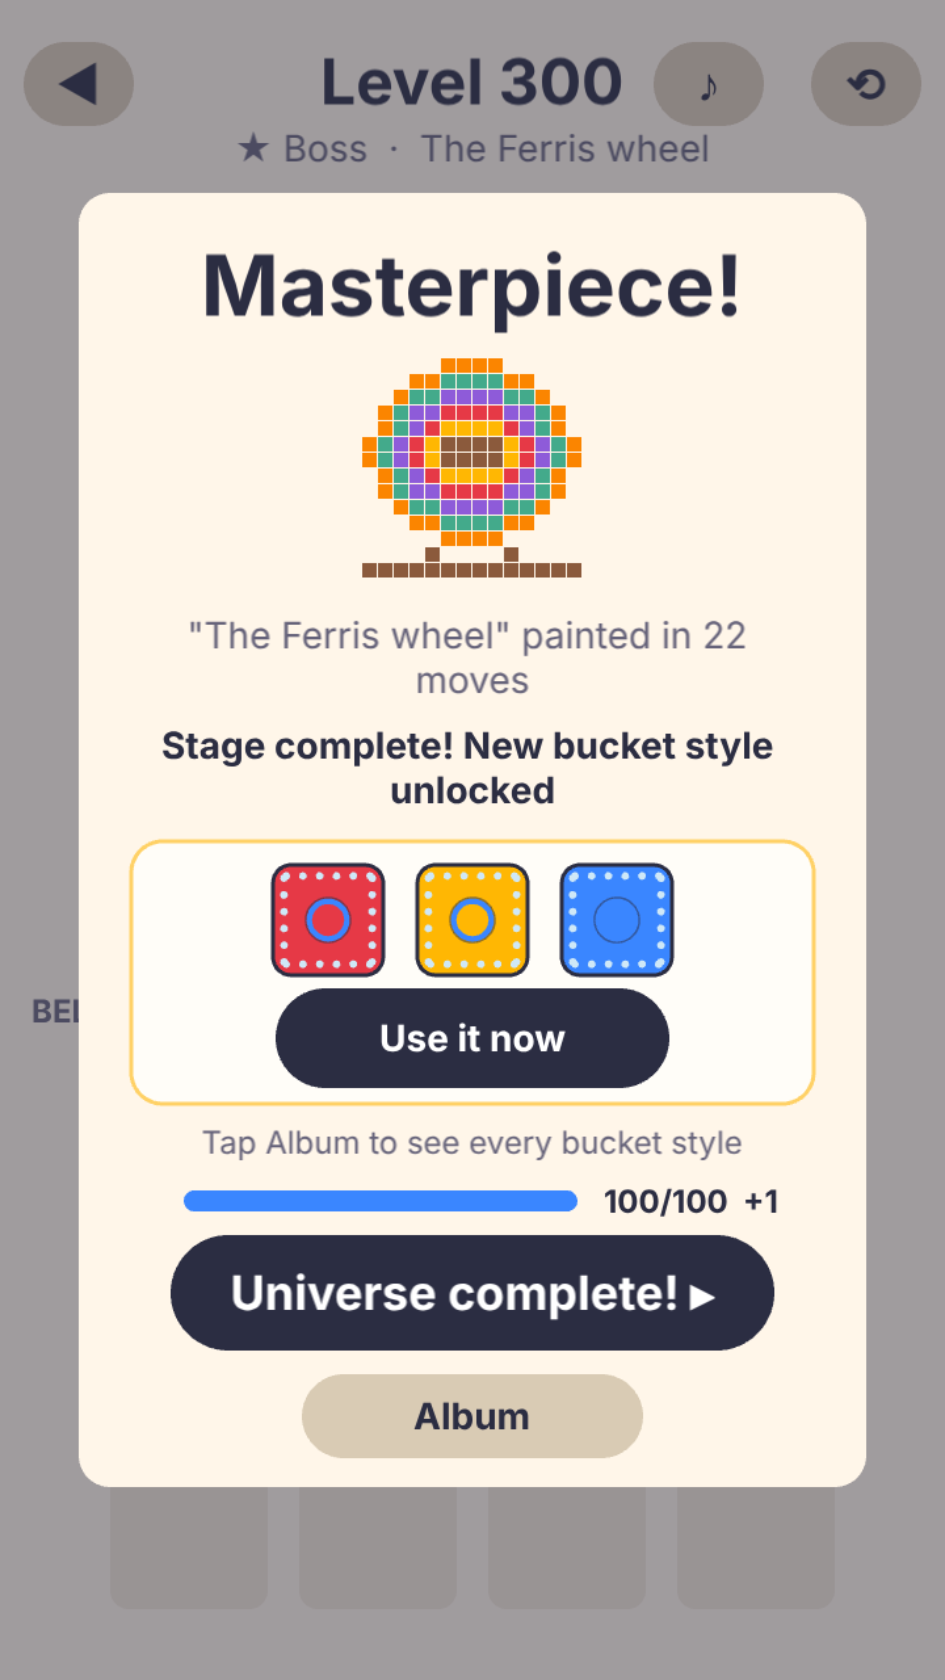 Level 300
★ Boss · The Ferris wheel
Masterpiece!
"The Ferris wheel" painted in 22
moves
Stage complete! New bucket style
unlocked
Use it now
Tap Album to see every bucket style
100/100 +1
Universe complete! ▶
Album